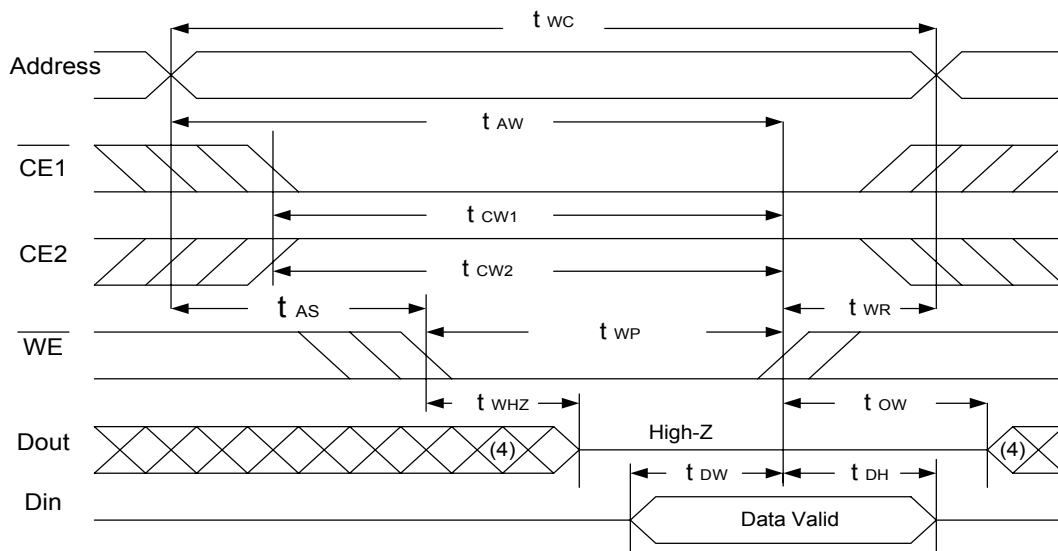 t WC
Address
t AW
CE1
t CW1
CE2
t CW2
t AS
t WR
WE
t WP
t WHZ
t OW
Dout
(4)
High-Z
(4)
t DW
t DH
Din
Data Valid